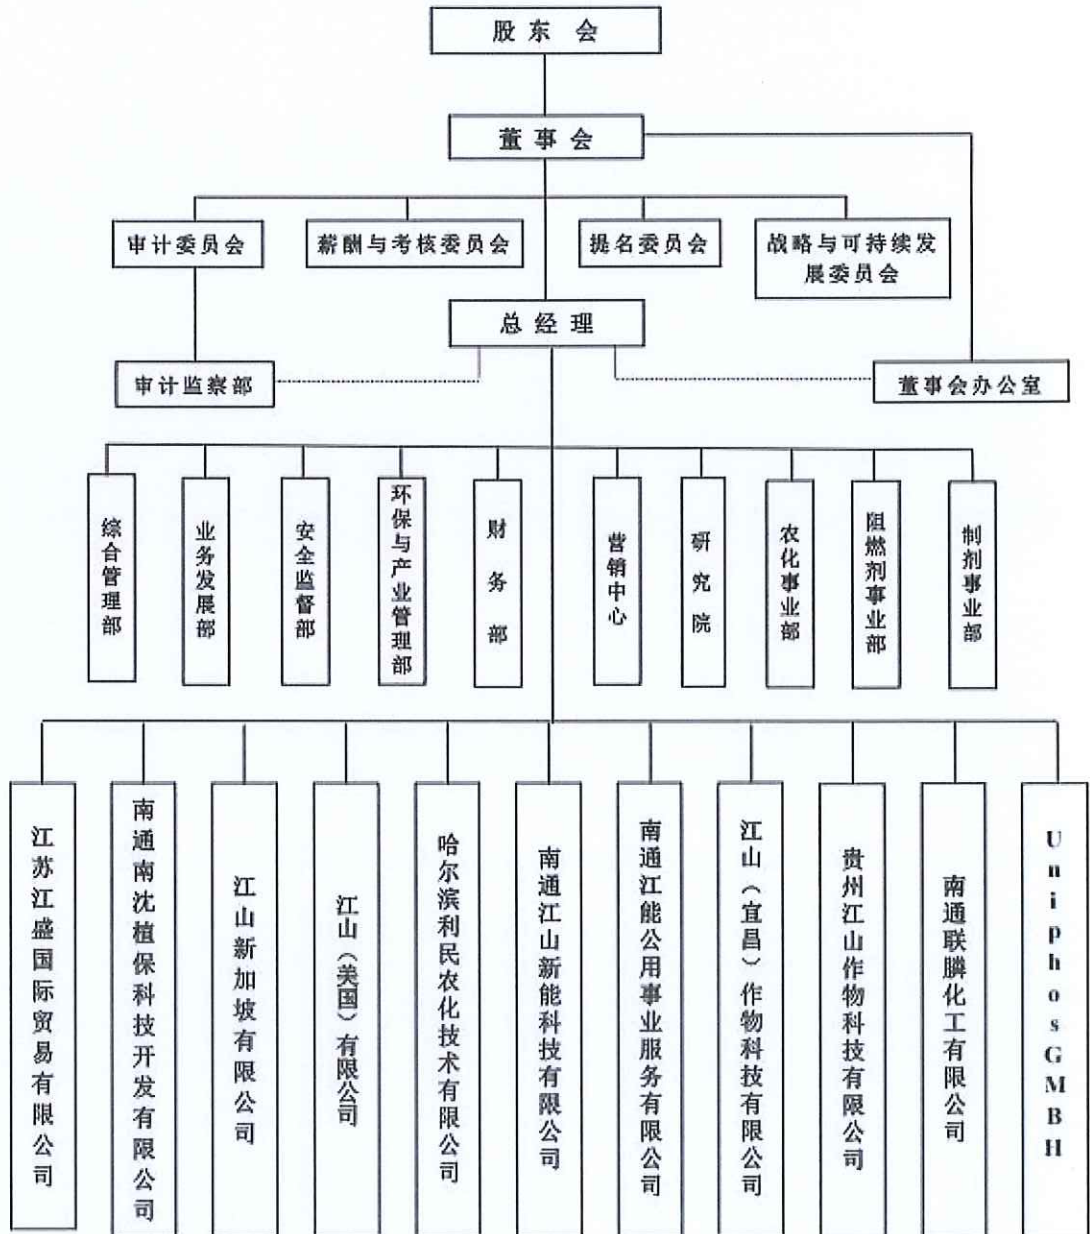 股东会
董事会
审计委员会
薪酬与考核委员会
提名委员会
战略与可持续发
展委员会
总经理
审计监察部
董事会办公室
综合管理部
业务发展部
安全监督部
环保与产业管理部
财务部
营销中心
研究院
农化事业部
阻燃剂事业部
制剂事业部
江苏江盛国际贸易有限公司
南通南沈植保科技开发有限公司
江山新加坡有限公司
江山（美国）有限公司
哈尔滨利民农化技术有限公司
南通江山新能科技有限公司
南通江能公用事业服务有限公司
江山（宜昌）作物科技有限公司
贵州江山作物科技有限公司
南通联膦化工有限公司
UniphosGMBH